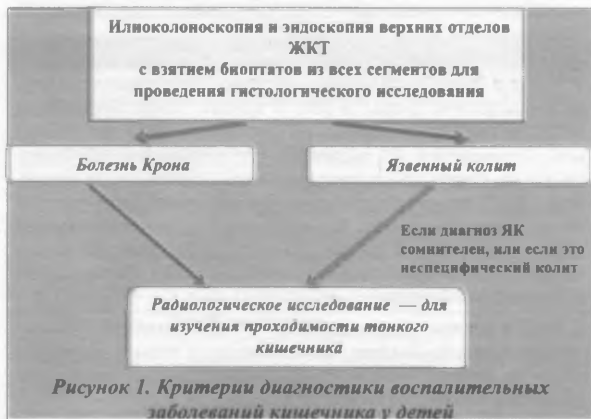 Илиоколоноскопия и эндоскопия верхних отделов
ЖКТ
с взятием биоптатов из всех сегментов для
проведения гистологического исследования
Болезнь Крона
Язвенный колит
Если диагноз ЯК
сомнителен, или если это
неспецифический колит
Радиологическое исследование — для
изучения проходимости тонкого
кишечника
Рисунок 1. Критерии диагностики воспалительных
заболеваний кишечника у детей